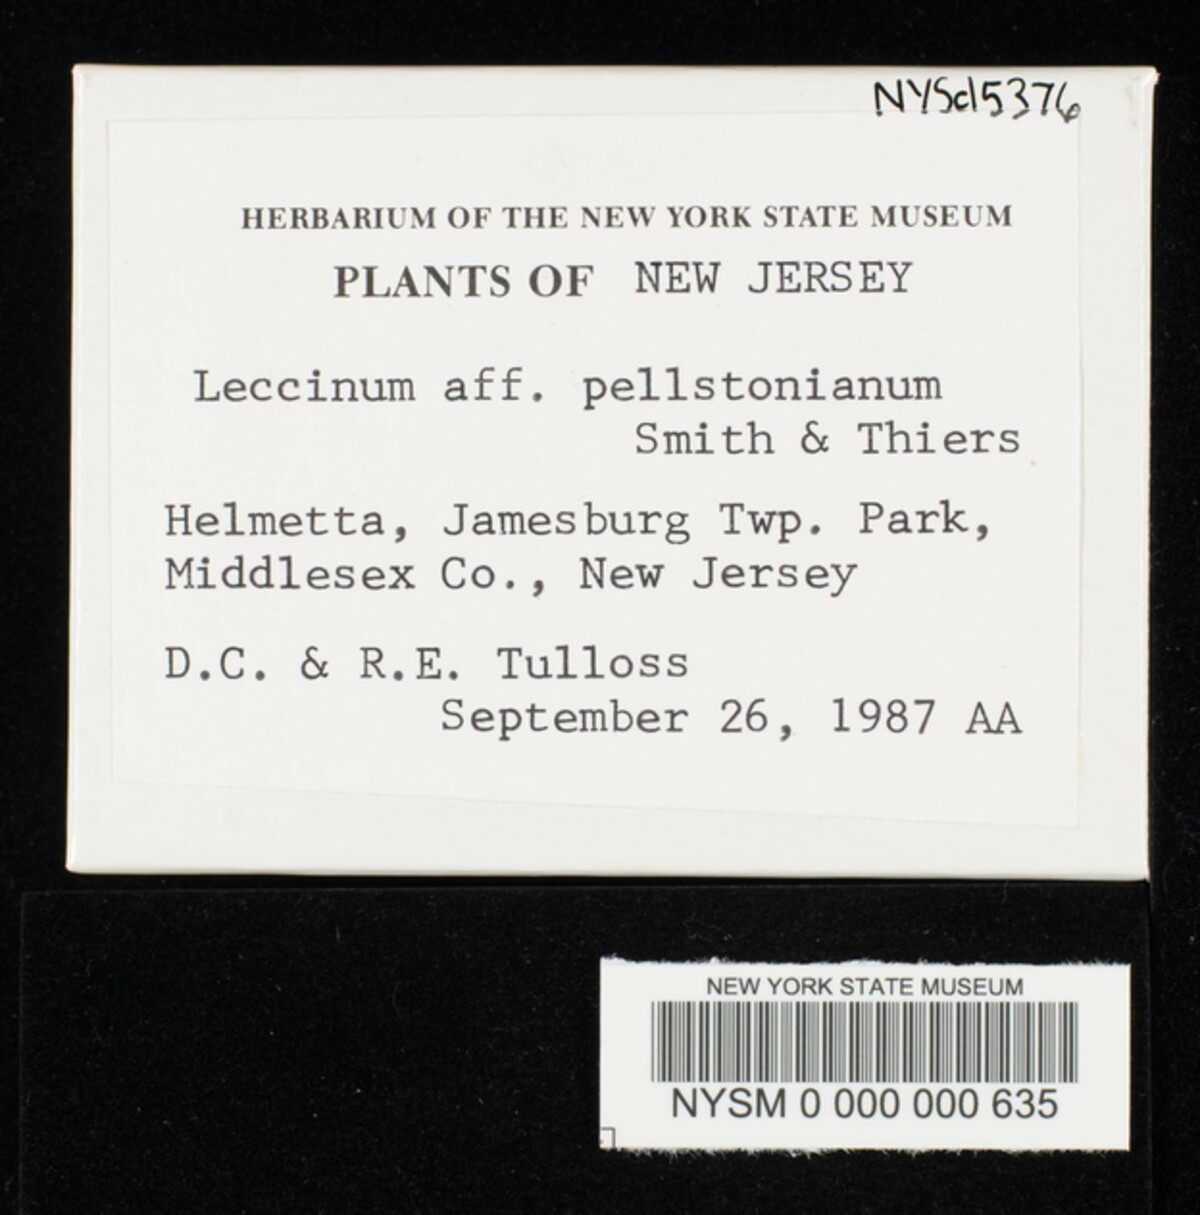 NYSd5376
HERBARIUM OF THE NEW YORK STATE MUSEUM
PLANTS OF NEW JERSEY
Leccinum aff. pellstonianum
Smith & Thiers
Helmetta, Jamesburg Twp. Park,
Middlesex Co., New Jersey
D.C. & R.E. Tulloss
September 26, 1987 AA
NEW YORK STATE MUSEUM
NYSM 0 000 000 635